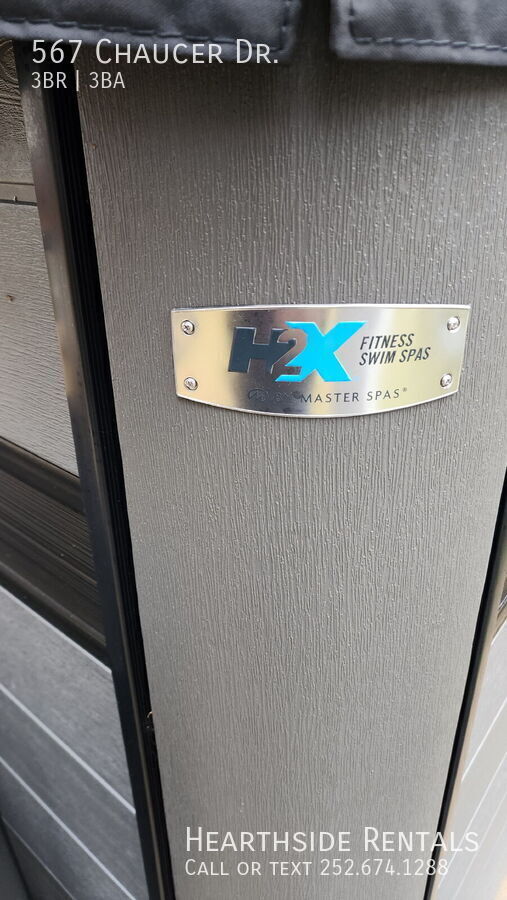 567 Chaucer Dr.
3BR | 3BA
H2X FITNESS
SWIM SPAS
BY MASTER SPAS®
Hearthside Rentals
Call or text 252.674.1288